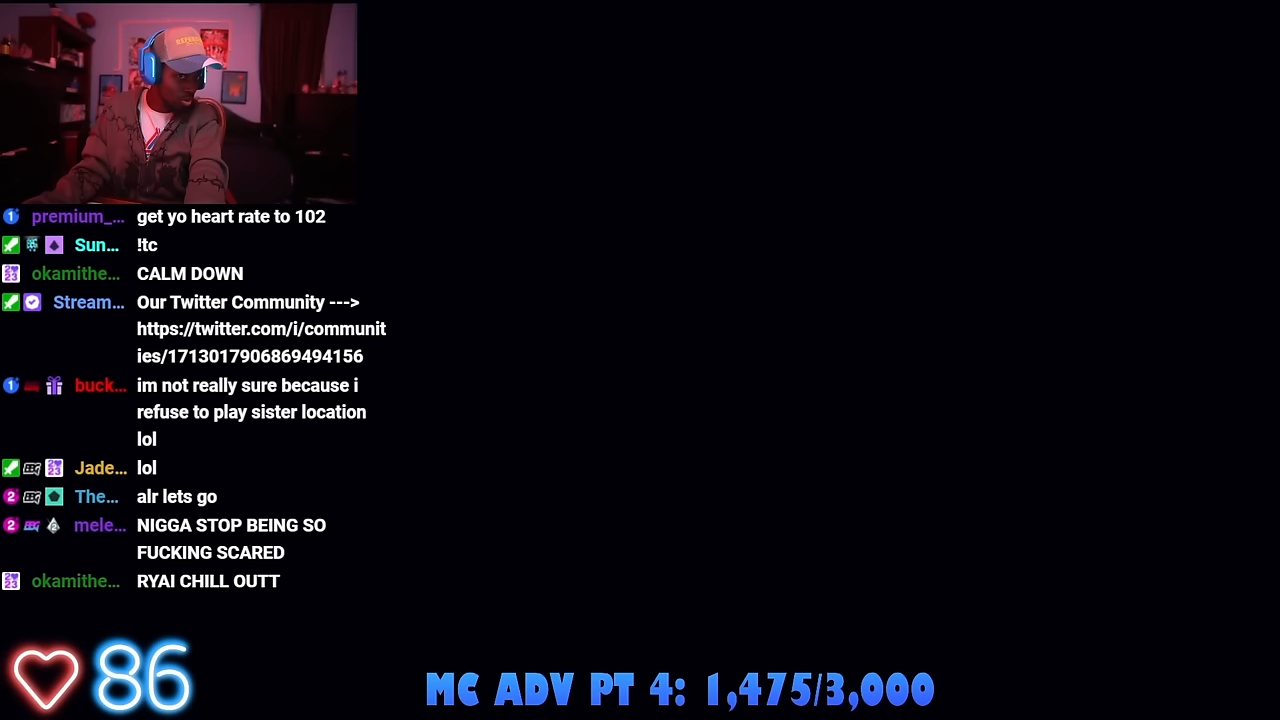 premium_... get yo heart rate to 102
Sun... !tc
okamithe... CALM DOWN
Stream... Our Twitter Community --->
https://twitter.com/i/communit
ies/1713017906869494156
buck... im not really sure because i
refuse to play sister location
lol
Jade... lol
The... alr lets go
mele... NIGGA STOP BEING SO
FUCKING SCARED
okamithe... RYAI CHILL OUTT
86
MC ADV PT 4: 1,475/3,000